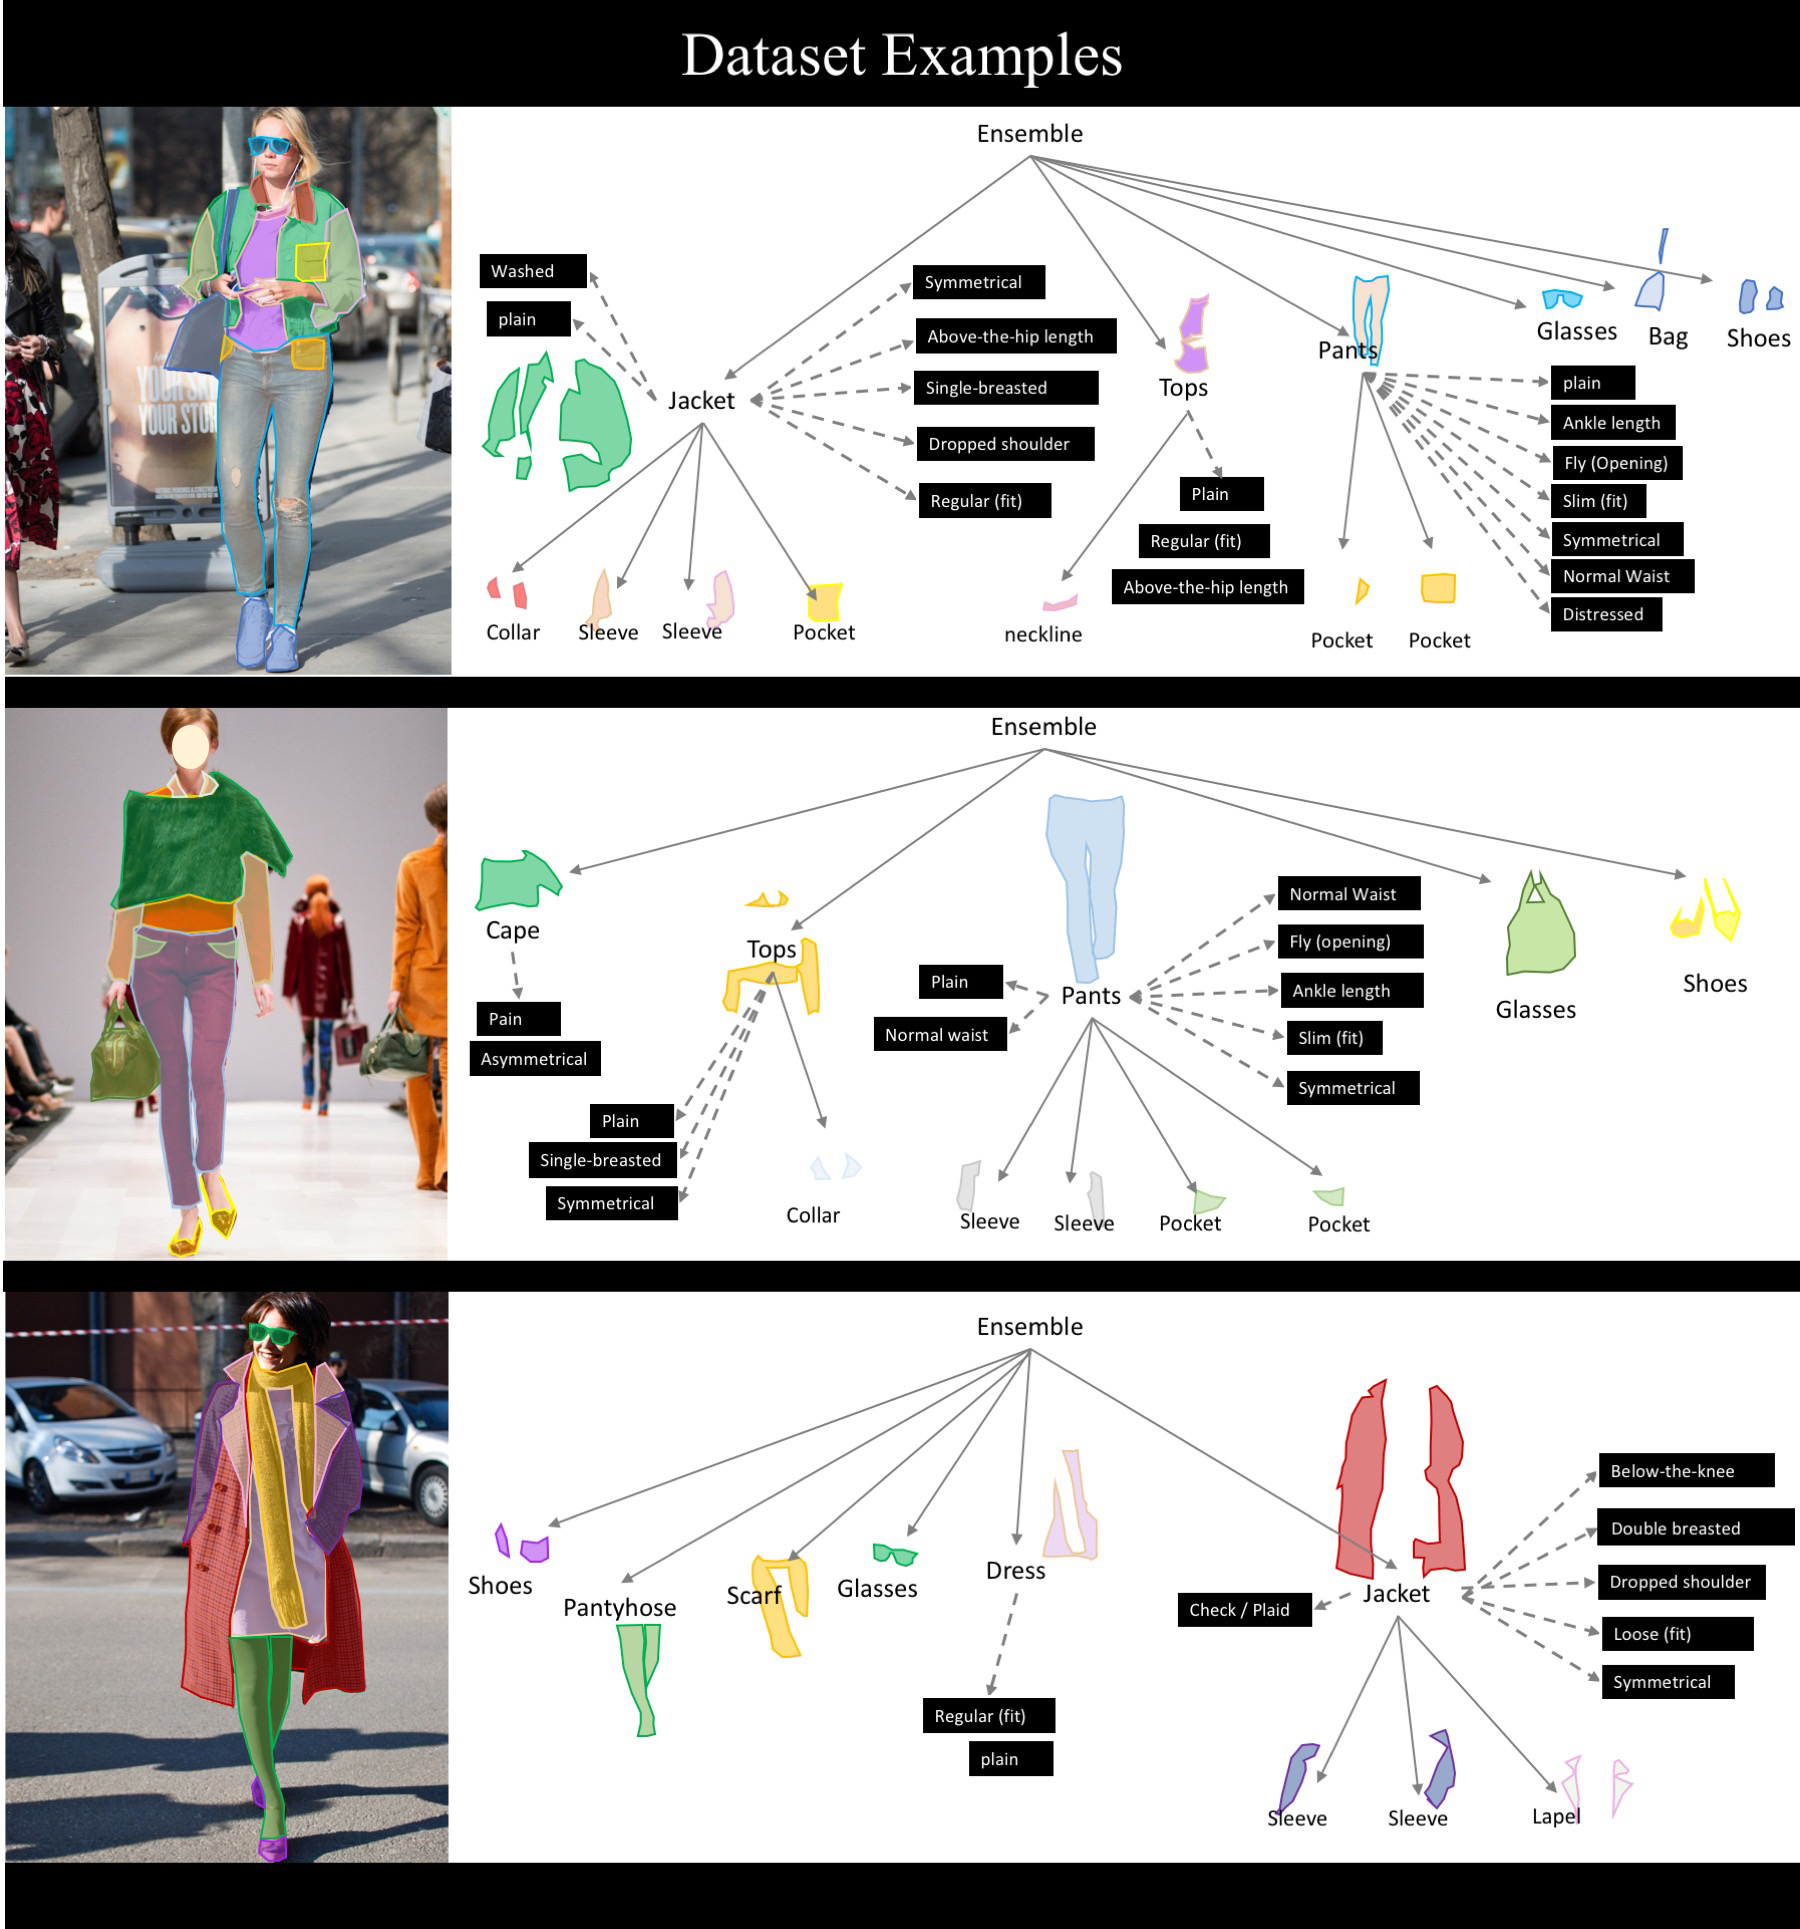 Dataset Examples
Ensemble
Washed
plain
Symmetrical
Above-the-hip length
Single-breasted
Dropped shoulder
Regular (fit)
Jacket
Tops
Pants
Glasses
Bag
Shoes
plain
Ankle length
Fly (Opening)
Slim (fit)
Symmetrical
Normal Waist
Distressed
Plain
Regular (fit)
Above-the-hip length
Collar
Sleeve
Sleeve
Pocket
neckline
Pocket
Pocket
YOUR SK
YOUR STOR
Ensemble
Cape
Pain
Asymmetrical
Tops
Plain
Single-breasted
Symmetrical
Collar
Plain
Normal waist
Pants
Normal Waist
Fly (opening)
Ankle length
Slim (fit)
Symmetrical
Glasses
Shoes
Sleeve
Sleeve
Pocket
Pocket
Ensemble
Shoes
Pantyhose
Scarf
Glasses
Dress
Regular (fit)
plain
Check / Plaid
Jacket
Below-the-knee
Double breasted
Dropped shoulder
Loose (fit)
Symmetrical
Sleeve
Sleeve
Lapel